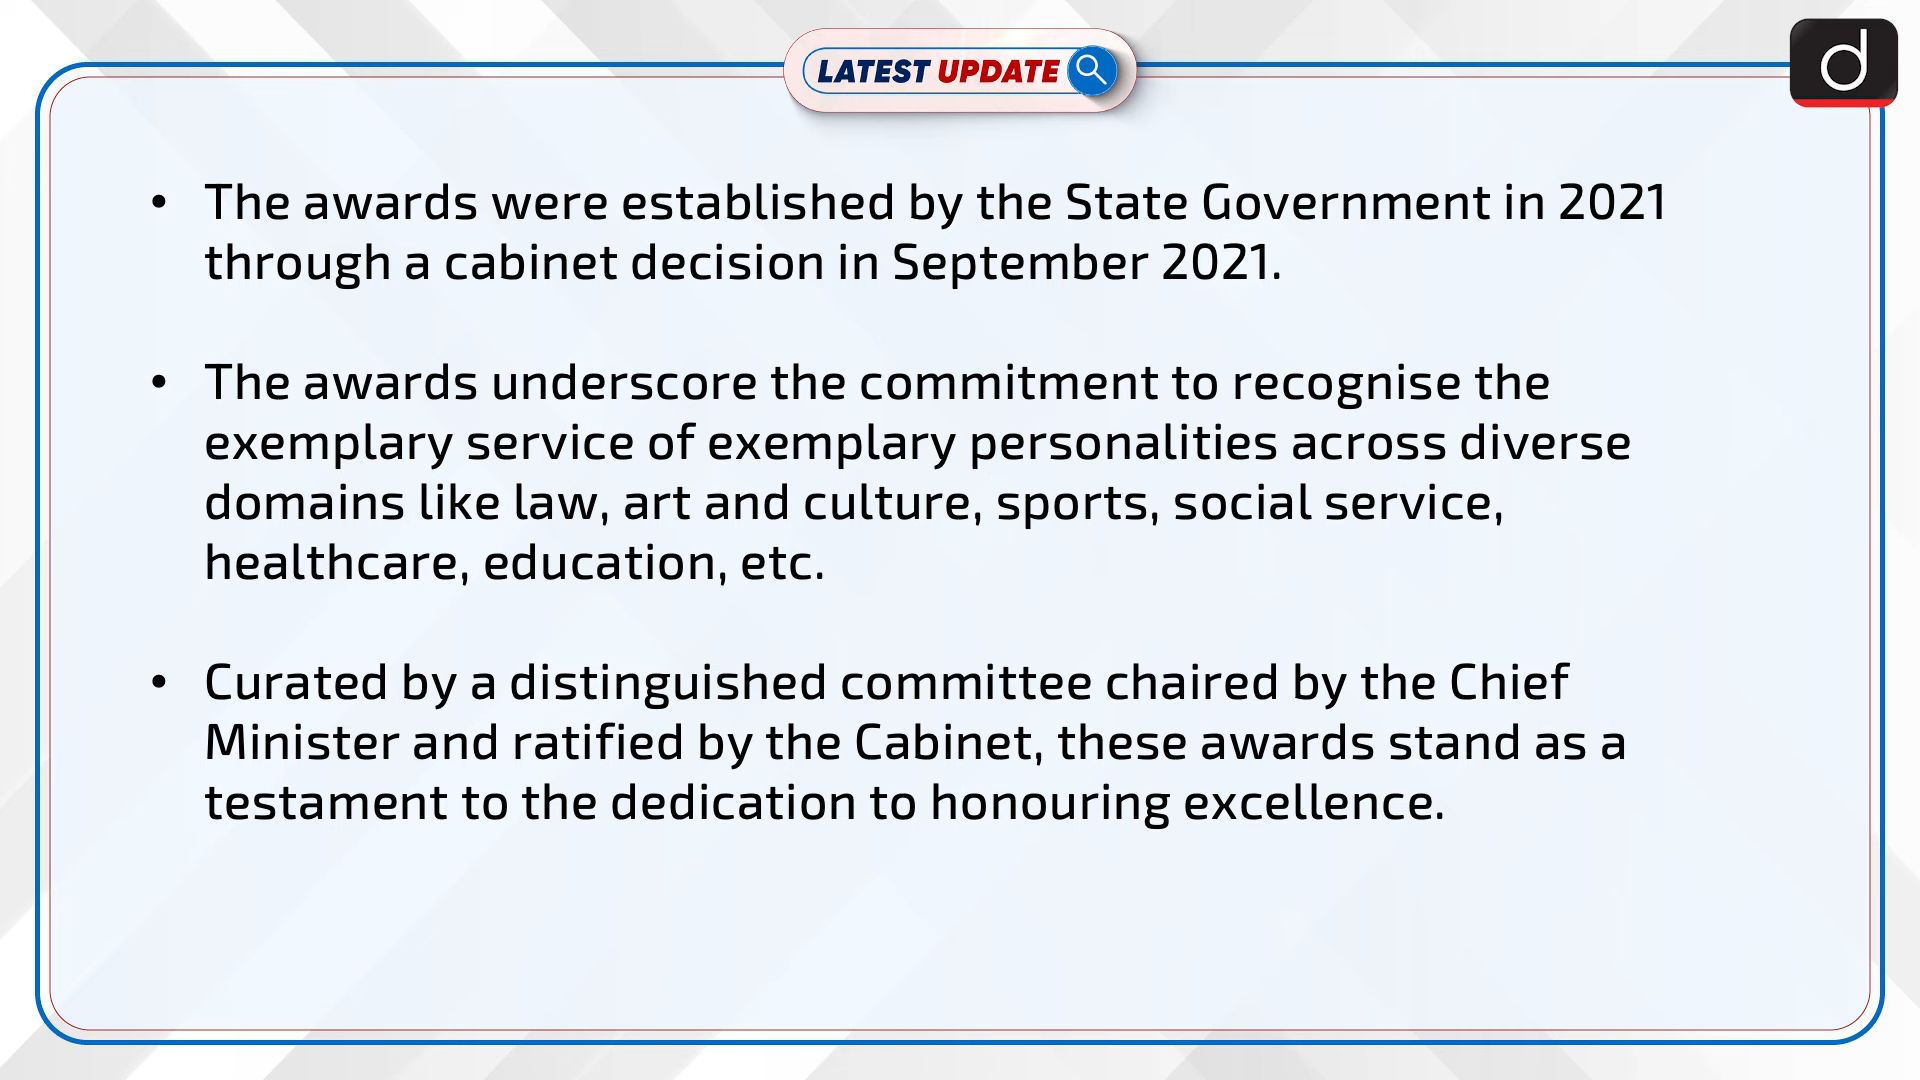 LATEST UPDATE
d
• The awards were established by the State Government in 2021
through a cabinet decision in September 2021.
• The awards underscore the commitment to recognise the
exemplary service of exemplary personalities across diverse
domains like law, art and culture, sports, social service,
healthcare, education, etc.
• Curated by a distinguished committee chaired by the Chief
Minister and ratified by the Cabinet, these awards stand as a
testament to the dedication to honouring excellence.